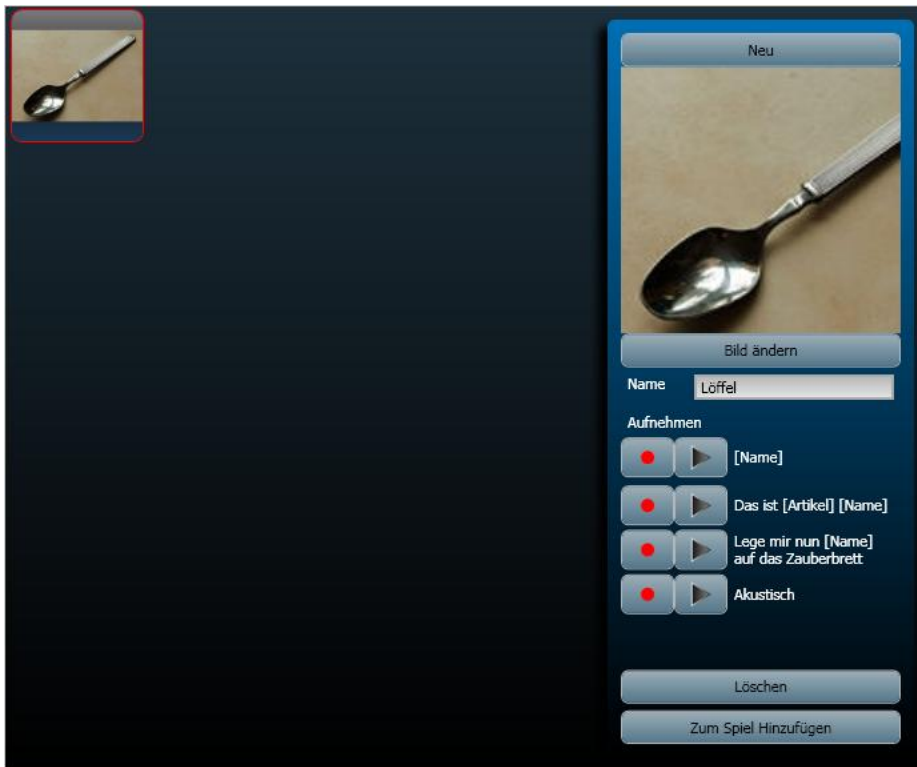 Neu
Bild ändern
Name
Löffel
Aufnehmen
[Name]
Das ist [Artikel] [Name]
Lege mir nun [Name]
auf das Zauberbrett
Akustisch
Löschen
Zum Spiel Hinzufügen